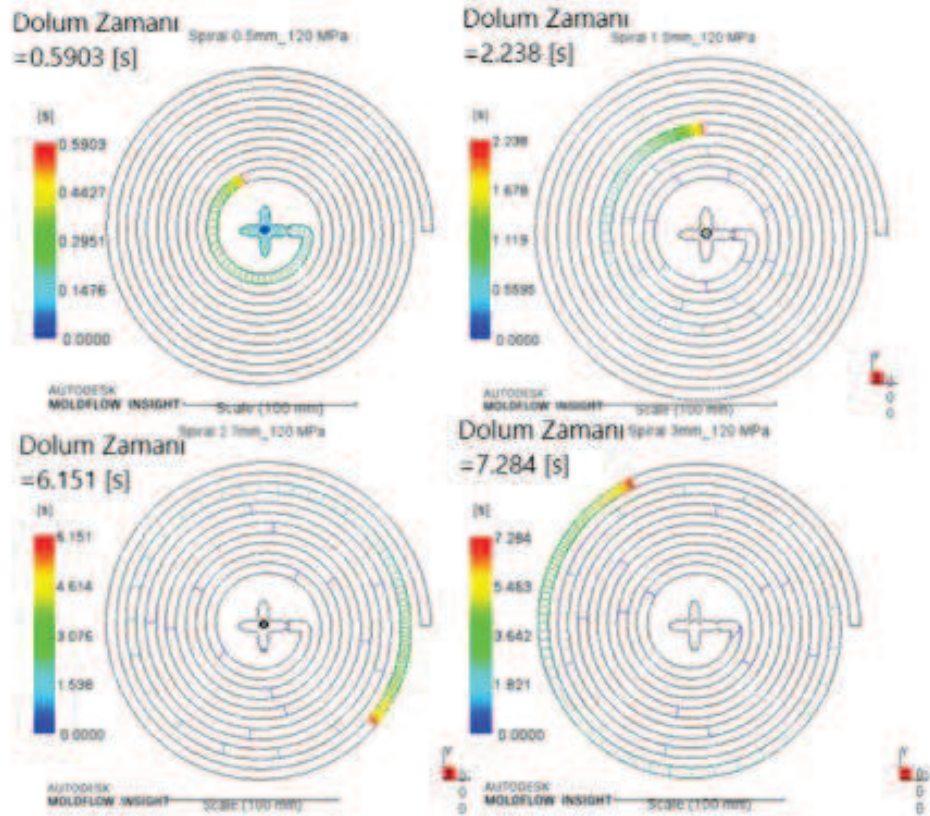 Dolum Zamanı
=0.5903 [s]
Spiral 0.5mm_120 MPa
[s]
0.5903
0.4427
0.2951
0.1476
0.0000
AUTODESK
MOLDFLOW INSIGHT
Scale (100 mm)
Dolum Zamanı
=2.238 [s]
Spiral 1.5mm_120 MPa
[s]
2.238
1.678
1.119
0.5595
0.0000
AUTODESK
MOLDFLOW INSIGHT
Scale (100 mm)
Dolum Zamanı
=6.151 [s]
Spiral 2.7mm_120 MPa
[s]
6.151
4.614
3.076
1.538
0.0000
AUTODESK
MOLDFLOW INSIGHT
Scale (100 mm)
Dolum Zamanı
=7.284 [s]
Spiral 3mm_120 MPa
[s]
7.284
5.463
3.642
1.821
0.0000
AUTODESK
MOLDFLOW INSIGHT
Scale (100 mm)